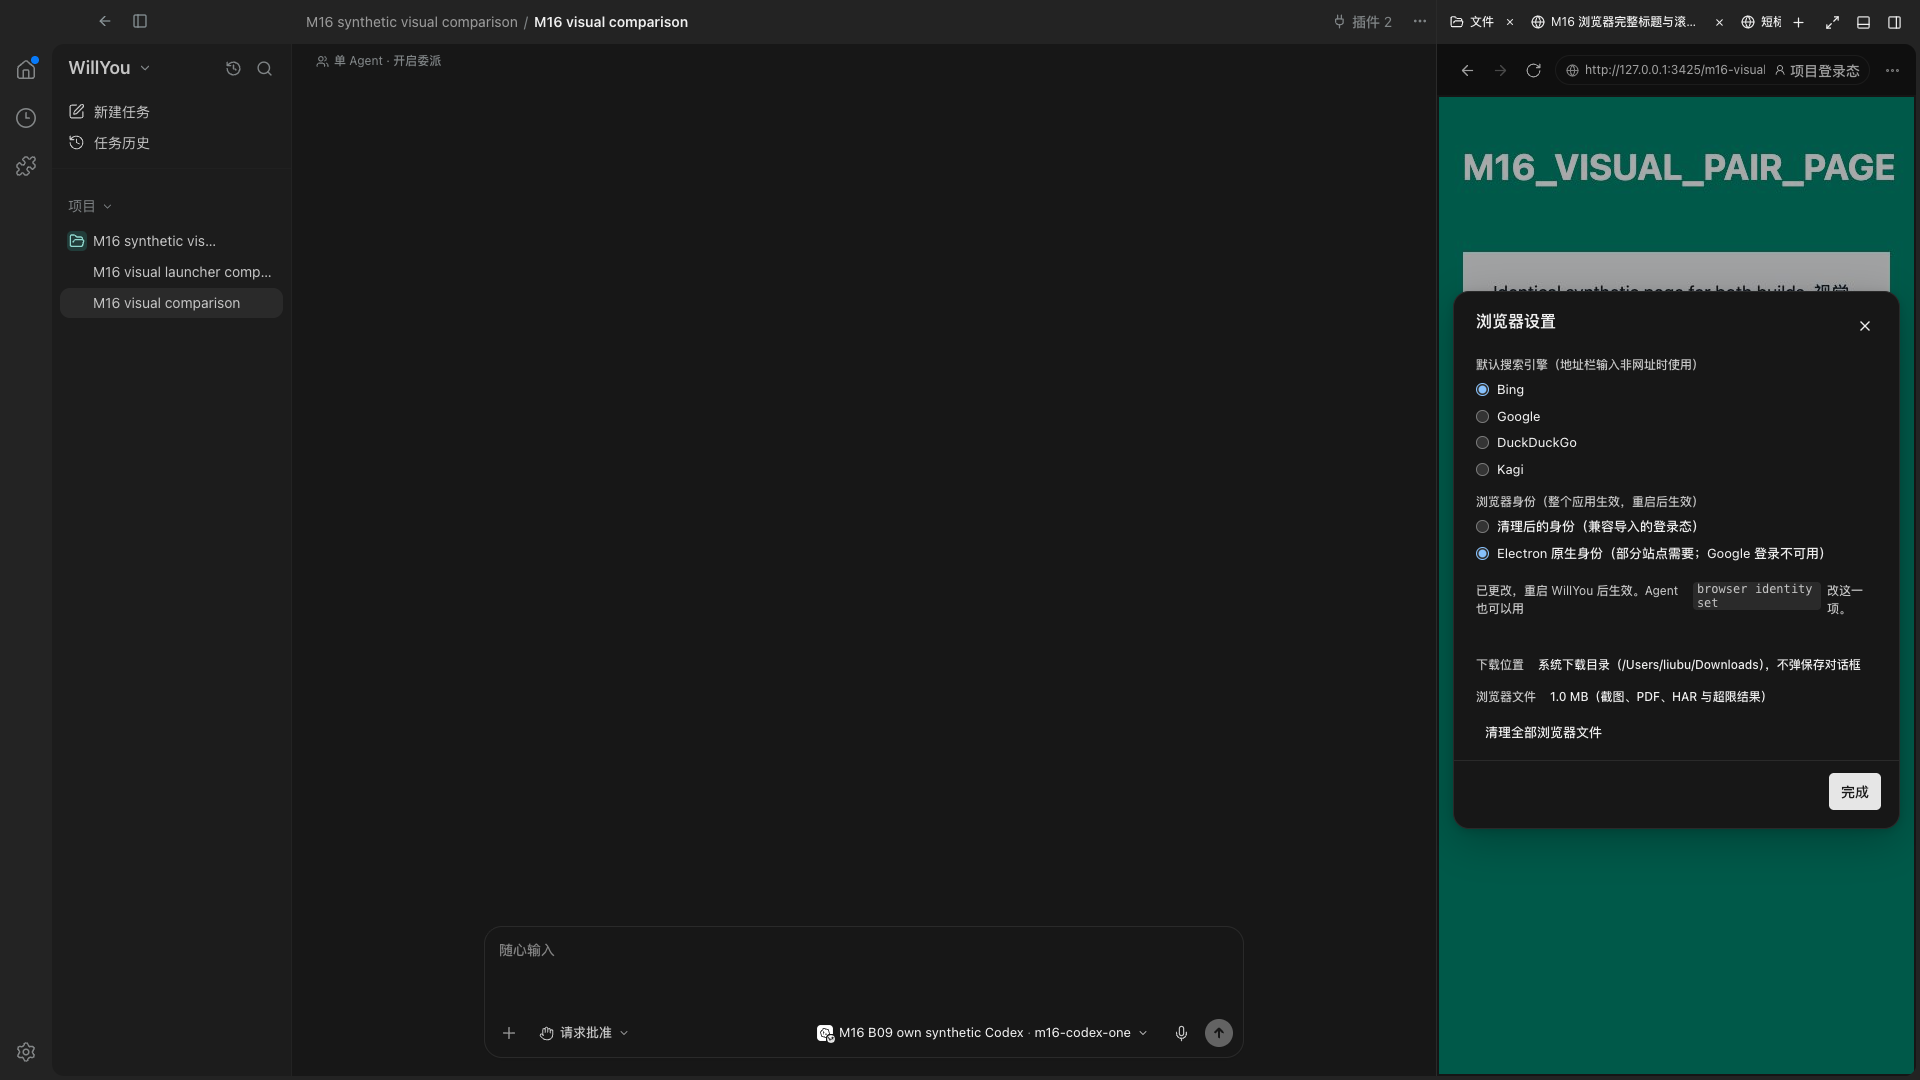 M16 synthetic visual comparison / M16 visual comparison
插件 2
文件
M16 浏览器完整标题与滚...
短标
WillYou
单 Agent · 开启委派
http://127.0.0.1:3425/m16-visual
项目登录态
新建任务
任务历史
项目
M16 synthetic vis...
M16 visual launcher comp...
M16 visual comparison
M16_VISUAL_PAIR_PAGE
Identical synthetic page for both builds. 视觉
浏览器设置
默认搜索引擎（地址栏输入非网址时使用）
Bing
Google
DuckDuckGo
Kagi
浏览器身份（整个应用生效，重启后生效）
清理后的身份（兼容导入的登录态）
Electron 原生身份（部分站点需要；Google 登录不可用）
已更改，重启 WillYou 后生效。Agent
也可以用
browser identity
set
改这一
项。
下载位置 系统下载目录（/Users/liubu/Downloads），不弹保存对话框
浏览器文件 1.0 MB（截图、PDF、HAR 与超限结果）
清理全部浏览器文件
完成
随心输入
请求批准
M16 B09 own synthetic Codex · m16-codex-one